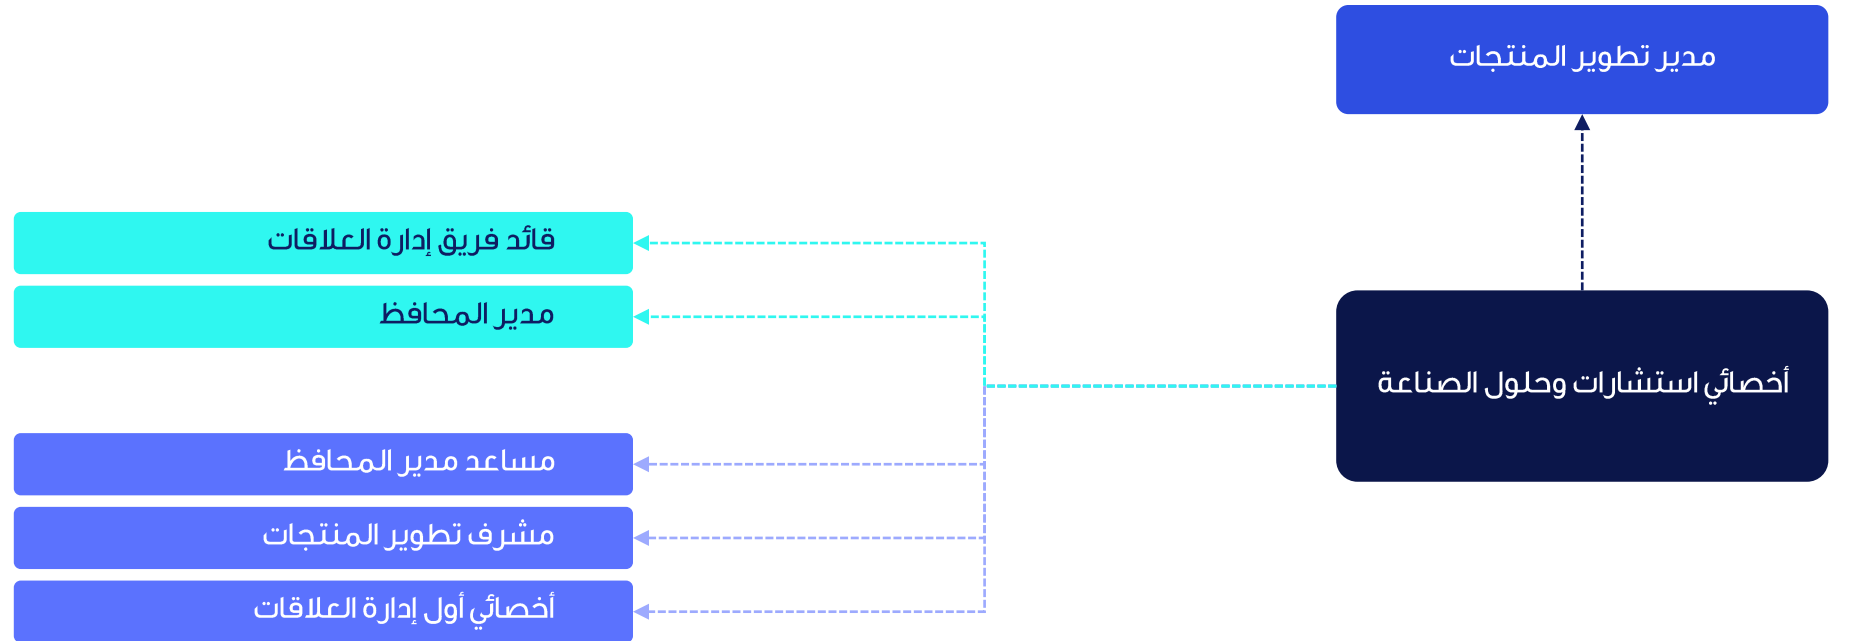 مدير تطوير المنتجات
قائد فريق إدارة العلاقات
مدير المحافظ
أخصائي استشارات وحلول الصناعة
مساعد مدير المحافظ
مشرف تطوير المنتجات
أخصائي أول إدارة العلاقات